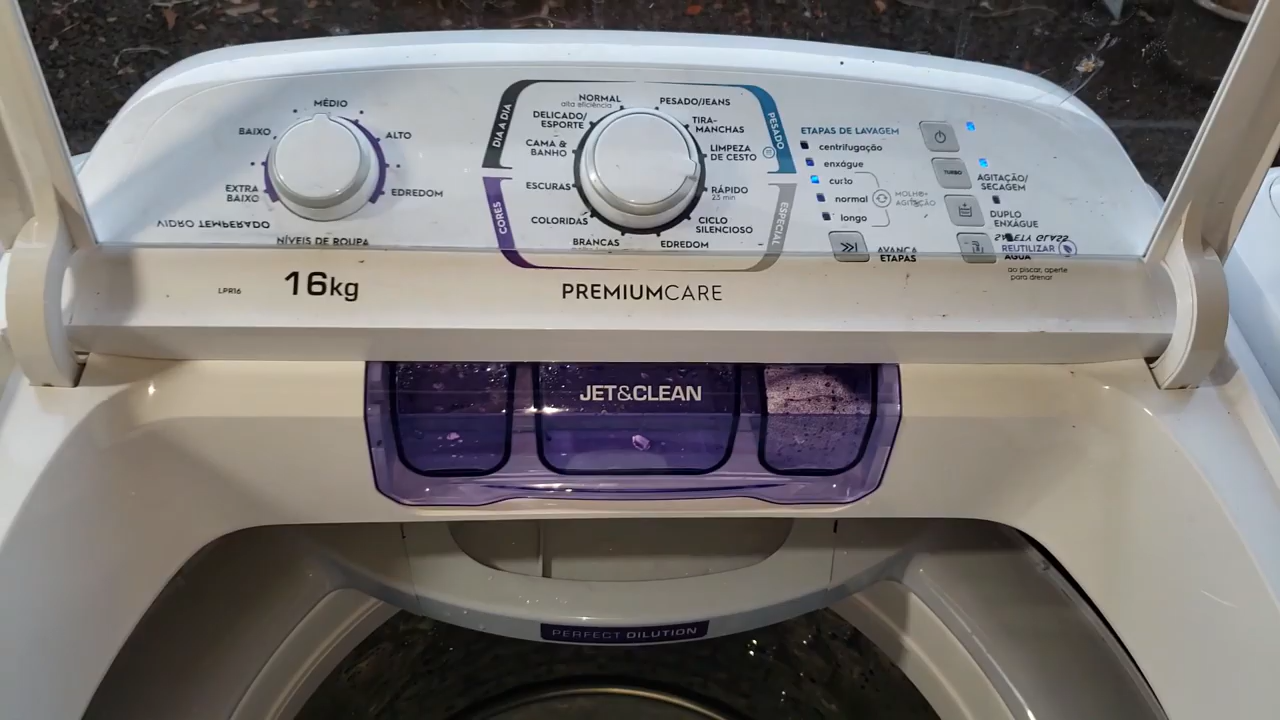 MÉDIO
BAIXO
ALTO
EXTRA
BAIXO
EDREDOM
VIDRO TEMPERADO
NÍVEIS DE ROUPA
DIA A DIA
NORMAL
alta eficiência
DELICADO/
ESPORTE
CAMA &
BANHO
CORES
ESCURAS
COLORIDAS
BRANCAS
PESADO
PESADO/JEANS
TIRA-
MANCHAS
LIMPEZA
DE CESTO
ESPECIAL
RÁPIDO
25 min
CICLO
SILENCIOSO
EDREDOM
ETAPAS DE LAVAGEM
centrifugação
enxágue
curto
normal
longo
MOLHO-
AGITAÇÃO
AVANÇA
ETAPAS
TURBO
AGITAÇÃO/
SECAGEM
DUPLO
ENXÁGUE
REUTILIZAR
ÁGUA
ao piscar, aperte
para drenar
LPR16
16kg
PREMIUMCARE
JET&CLEAN
PERFECT DILUTION